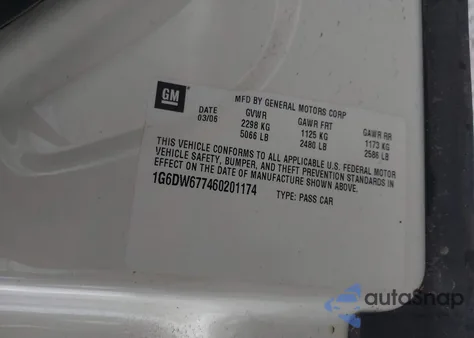 GM
MFD BY GENERAL MOTORS CORP
DATE GVWR GAWR FRT GAWR RR
03/06 2298 KG 1125 KG 1173 KG
5066 LB 2480 LB 2586 LB
THIS VEHICLE CONFORMS TO ALL APPLICABLE U.S. FEDERAL MOTOR
VEHICLE SAFETY, BUMPER, AND THEFT PREVENTION STANDARDS IN
EFFECT ON THE DATE OF MANUFACTURE SHOWN ABOVE.
1G6DW677460201174 TYPE: PASS CAR
autoSnap